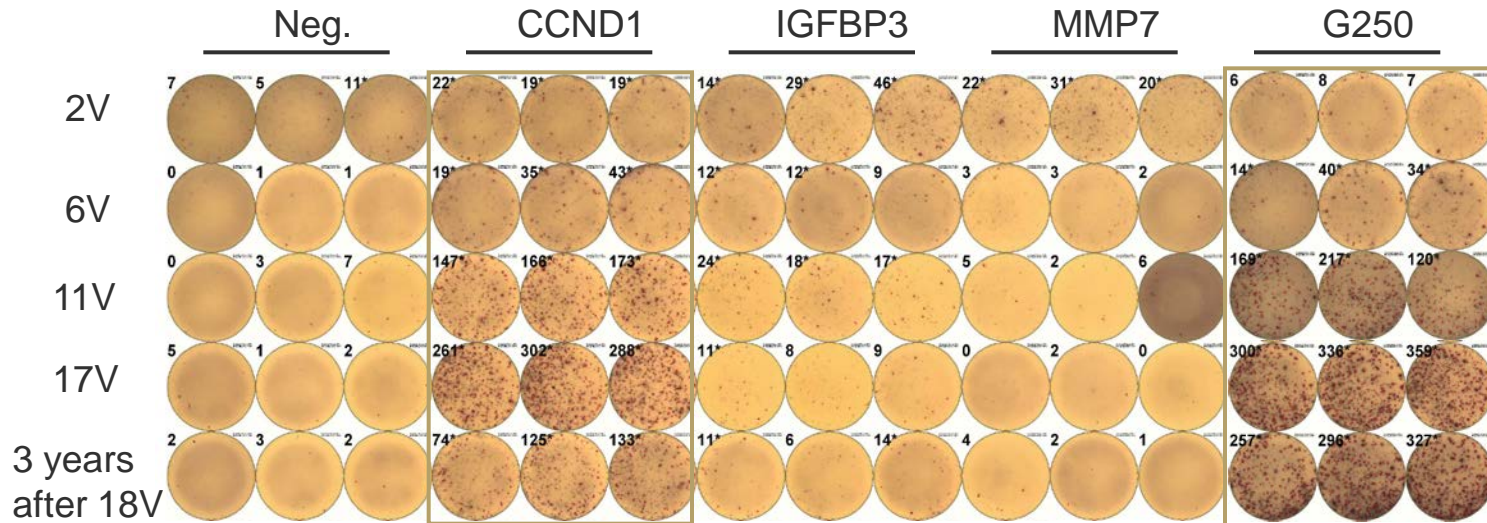 Neg. CCND1 IGFBP3 MMP7 G250
2V 7 5 11* 22* 19* 19* 14* 29* 46* 22* 31* 20* 6 8 7
6V 0 1 1 19* 35* 43* 12* 12* 9 3 3 2 14* 40* 34*
11V 0 3 7 147* 166* 173* 24* 18* 17* 5 2 6 169* 217* 120*
17V 5 1 2 261* 302* 288* 11* 8 9 0 2 0 300* 336* 359*
3 years
after 18V 2 3 2 74* 125* 133* 11* 6 14* 4 2 1 257* 296* 327*